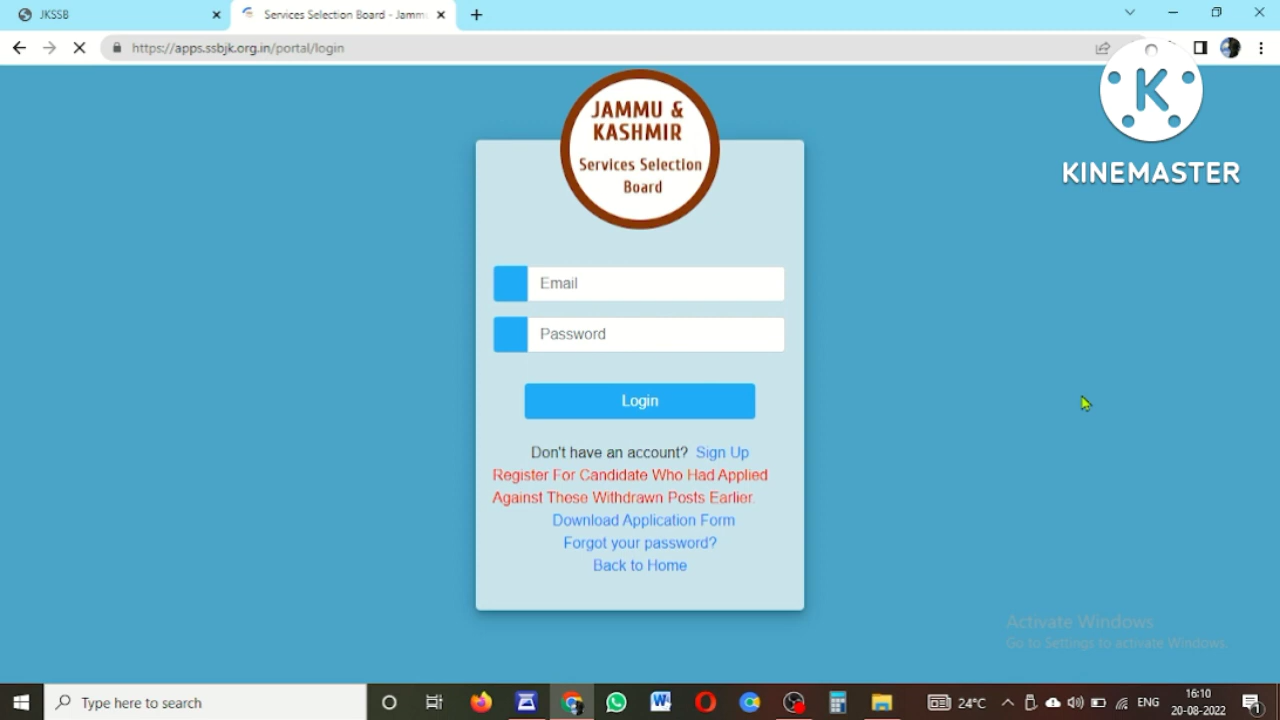 JKSSB
Services Selection Board - Jamm
https://apps.ssbjk.org.in/portal/login
K
KINEMASTER
JAMMU &
KASHMIR
Services Selection
Board
Email
Password
Login
Don't have an account? Sign Up
Register For Candidate Who Had Applied
Against These Withdrawn Posts Earlier.
Download Application Form
Forgot your password?
Back to Home
Activate Windows
Go to Settings to activate Windows.
Type here to search
24°C
ENG
16:10
20-08-2022
1